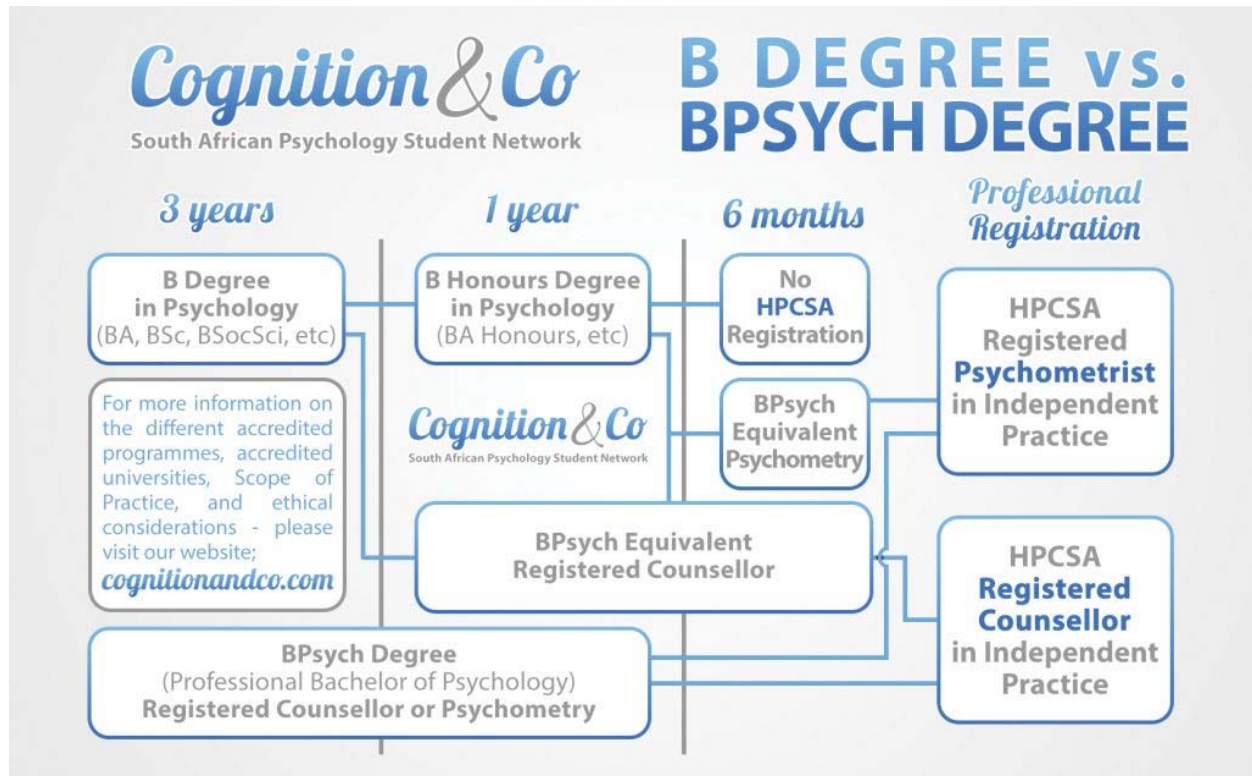 Cognition & Co
South African Psychology Student Network
B DEGREE vs.
BPSYCH DEGREE
3 years
1 year
6 months
Professional
Registration
B Degree
in Psychology
(BA, BSc, BSocSci, etc)
B Honours Degree
in Psychology
(BA Honours, etc)
No
HPCSA
Registration
HPCSA
Registered
Psychometrist
in Independent
Practice
For more information on
the different accredited
programmes, accredited
universities, Scope of
Practice, and ethical
considerations - please
visit our website;
cognitionandco.com
Cognition & Co
South African Psychology Student Network
BPsych
Equivalent
Psychometry
BPsych Equivalent
Registered Counsellor
HPCSA
Registered
Counsellor
in Independent
Practice
BPsych Degree
(Professional Bachelor of Psychology)
Registered Counsellor or Psychometry